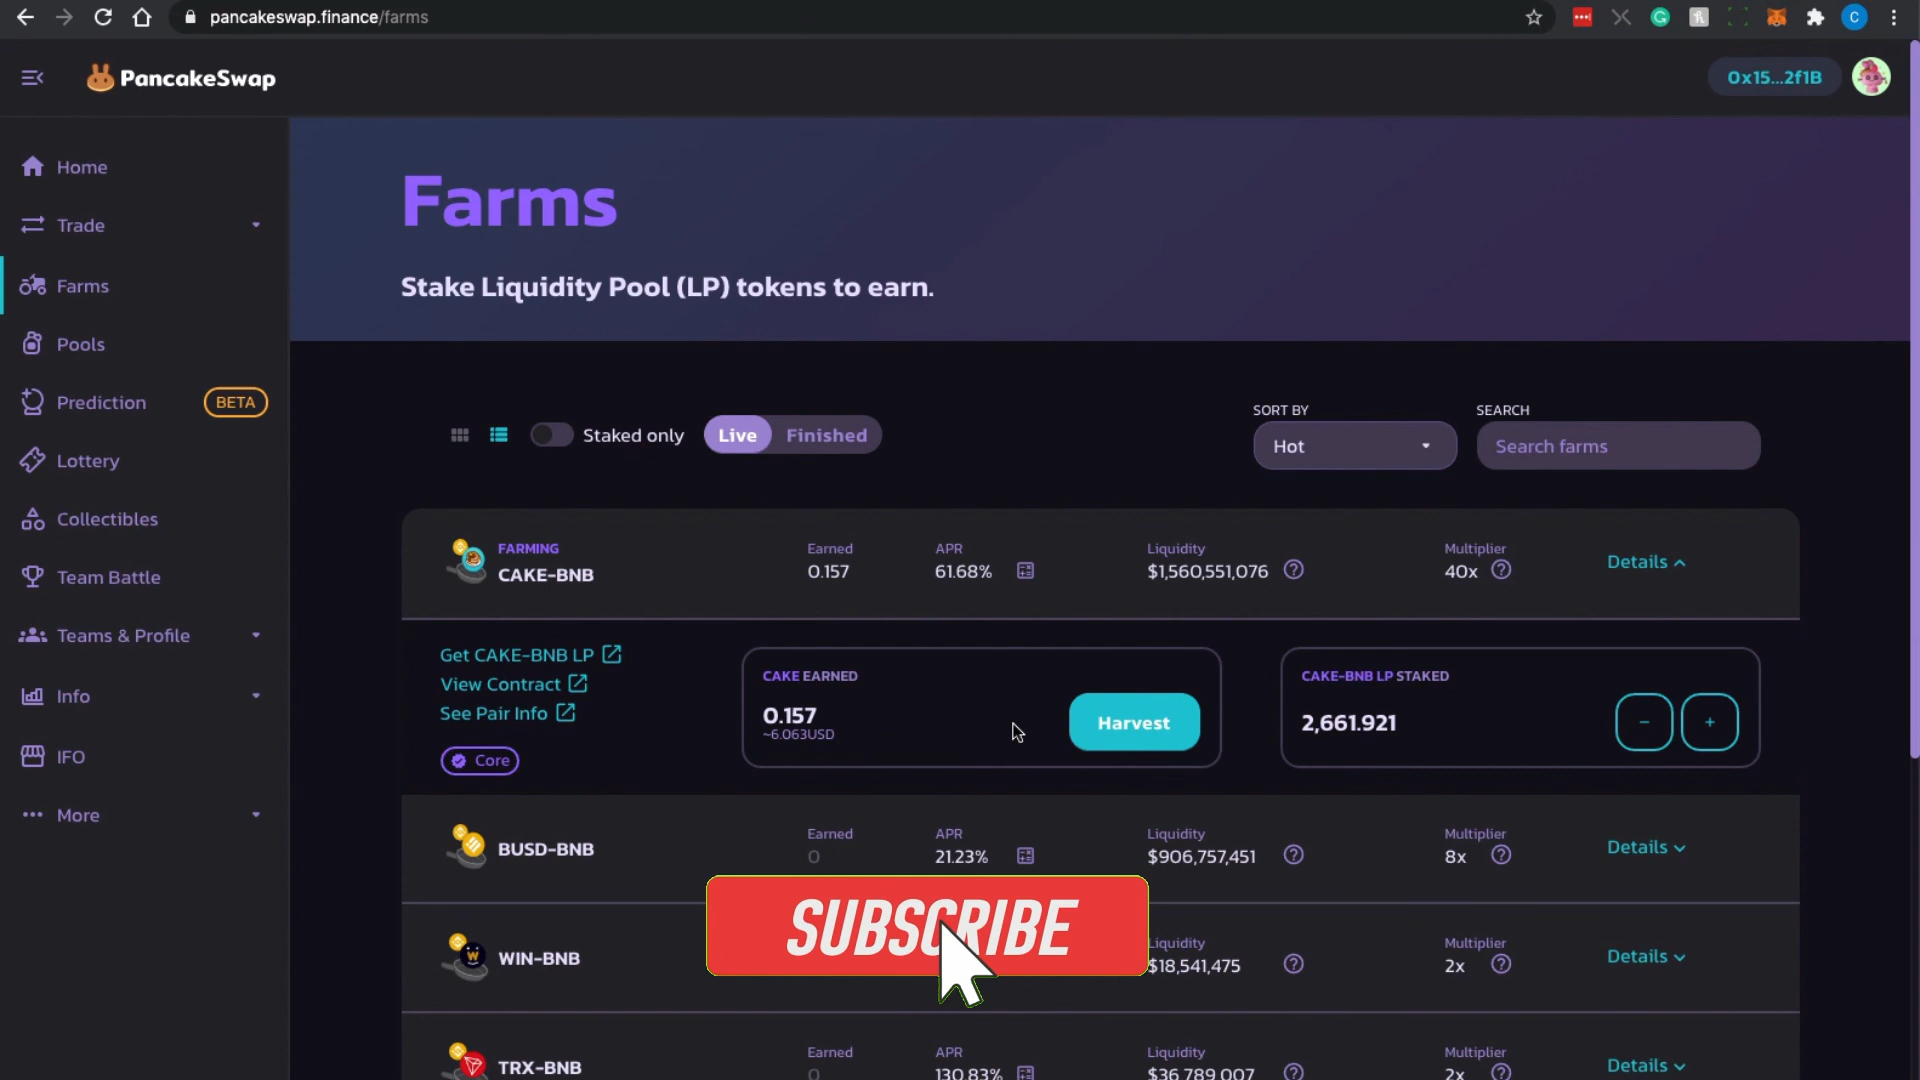 pancakeswap.finance/farms
C
PancakeSwap
0x15...2f1B
Home
Trade
Farms
Pools
Prediction
BETA
Lottery
Collectibles
Team Battle
Teams & Profile
Info
IFO
More
Farms
Stake Liquidity Pool (LP) tokens to earn.
Staked only
Live
Finished
SORT BY
Hot
SEARCH
Search farms
FARMING
CAKE-BNB
Earned
0.157
APR
61.68%
Liquidity
$1,560,551,076
Multiplier
40x
Details
Get CAKE-BNB LP
View Contract
See Pair Info
Core
CAKE EARNED
0.157
~6.063USD
Harvest
CAKE-BNB LP STAKED
2,661.921
-
+
BUSD-BNB
Earned
0
APR
21.23%
Liquidity
$906,757,451
Multiplier
8x
Details
SUBSCRIBE
WIN-BNB
Liquidity
$18,541,475
Multiplier
2x
Details
TRX-BNB
Earned
0
APR
130.83%
Liquidity
$36,789,007
Multiplier
2x
Details